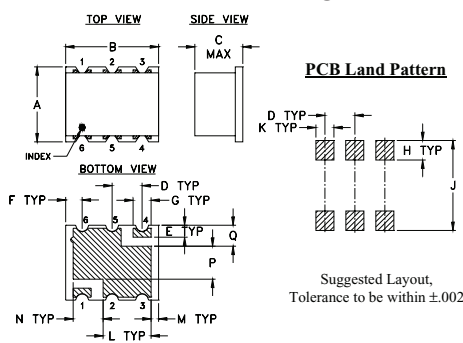 TOP VIEW
SIDE VIEW
B
C
MAX
1 2 3
A
INDEX
6 5 4
PCB Land Pattern
D TYP
K TYP
H TYP
J
BOTTOM VIEW
D TYP
F TYP
G TYP
6 5 4
E TYP
Q
P
N TYP
1 2 3
M TYP
L TYP
Suggested Layout,
Tolerance to be within ±.002